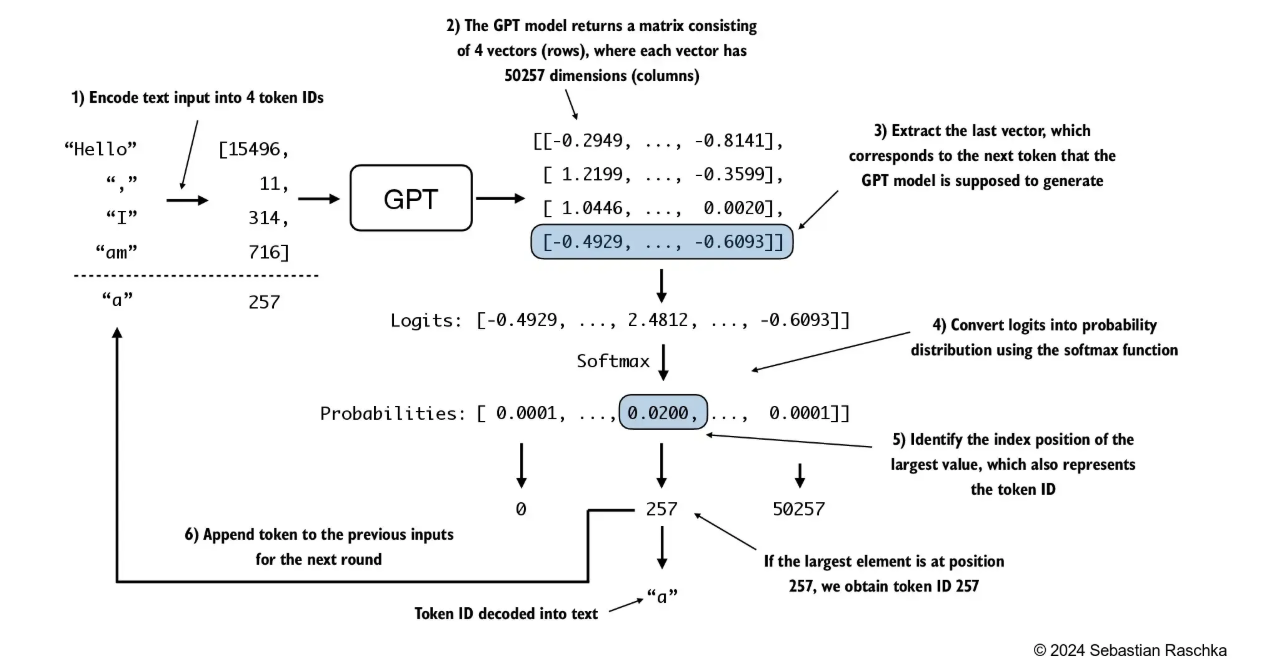 2) The GPT model returns a matrix consisting
of 4 vectors (rows), where each vector has
50257 dimensions (columns)
1) Encode text input into 4 token IDs
“Hello” [15496,
“,” 11,
“I” 314,
“am” 716]
“a” 257
GPT
[[-0.2949, ..., -0.8141],
[ 1.2199, ..., -0.3599],
[ 1.0446, ..., 0.0020],
[-0.4929, ..., -0.6093]]
3) Extract the last vector, which
corresponds to the next token that the
GPT model is supposed to generate
Logits: [-0.4929, ..., 2.4812, ..., -0.6093]]
4) Convert logits into probability
distribution using the softmax function
Softmax
Probabilities: [ 0.0001, ..., 0.0200, ..., 0.0001]]
5) Identify the index position of the
largest value, which also represents
the token ID
0 257 50257
6) Append token to the previous inputs
for the next round
If the largest element is at position
257, we obtain token ID 257
“a”
Token ID decoded into text
© 2024 Sebastian Raschka